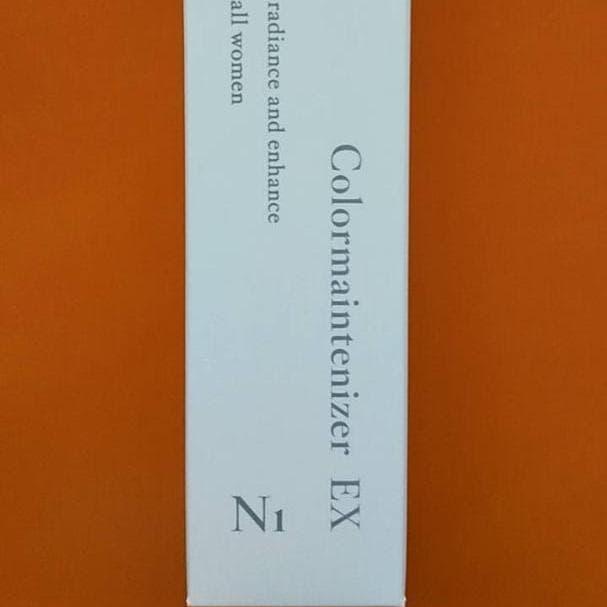 Colormaintenizer EX
radiance and enhance
all women
N1